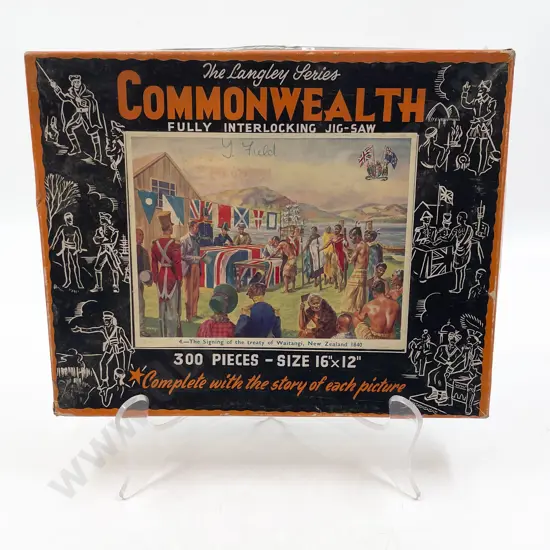 The Langley Series
COMMONWEALTH
FULLY INTERLOCKING JIG-SAW
Field
4.—The Signing of the treaty of Waitangi, New Zealand 1840
300 PIECES – SIZE 16"x12"
Complete with the story of each picture